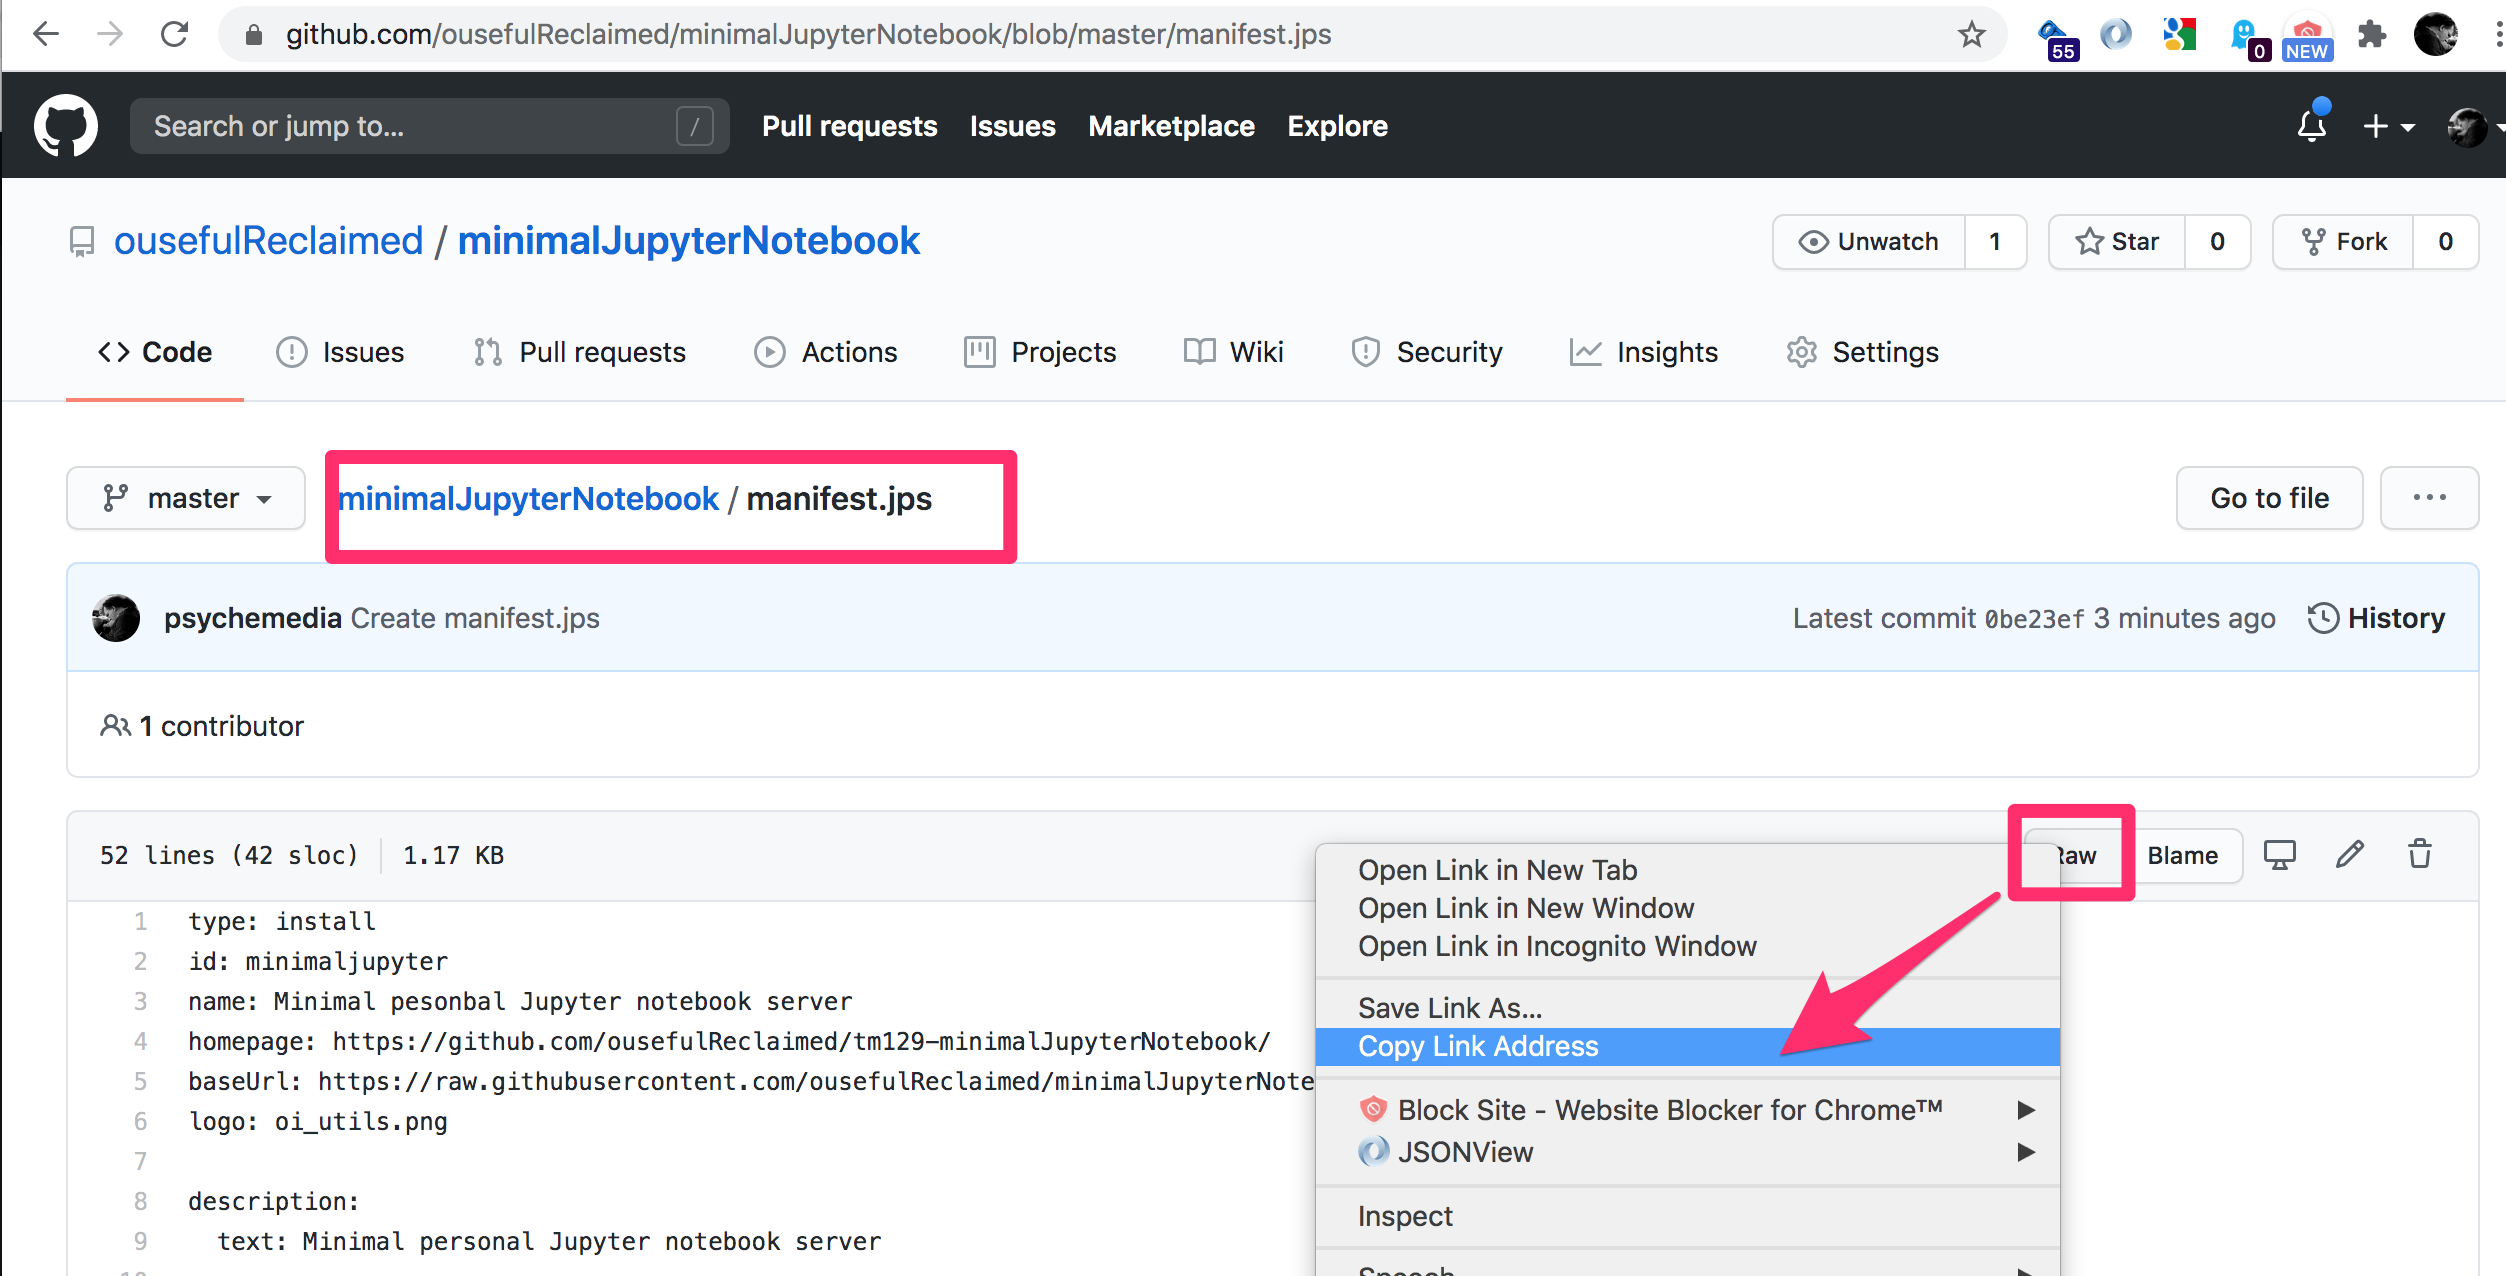 github.com/ousefulReclaimed/minimalJupyterNotebook/blob/master/manifest.jps
55
0
NEW
Search or jump to... /
Pull requests Issues Marketplace Explore
ousefulReclaimed / minimalJupyterNotebook
Unwatch 1 Star 0 Fork 0
Code Issues Pull requests Actions Projects Wiki Security Insights Settings
master minimalJupyterNotebook / manifest.jps Go to file ...
psychemedia Create manifest.jps Latest commit 0be23ef 3 minutes ago History
1 contributor
52 lines (42 sloc) 1.17 KB
Raw Blame
1 type: install
2 id: minimaljupyter
3 name: Minimal pesonbal Jupyter notebook server
4 homepage: https://github.com/ousefulReclaimed/tm129-minimalJupyterNotebook/
5 baseUrl: https://raw.githubusercontent.com/ousefulReclaimed/minimalJupyterNote
6 logo: oi_utils.png
7
8 description:
9 text: Minimal personal Jupyter notebook server
10
Open Link in New Tab
Open Link in New Window
Open Link in Incognito Window
Save Link As...
Copy Link Address
Block Site - Website Blocker for Chrome™
JSONView
Inspect
Speech